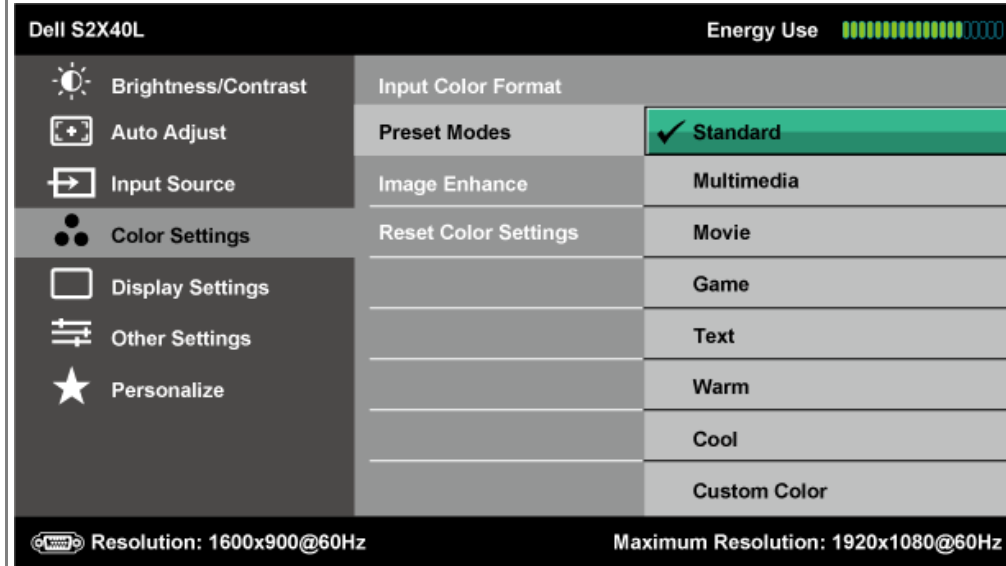 Dell S2X40L Energy Use
Brightness/Contrast
Auto Adjust
Input Source
Color Settings
Display Settings
Other Settings
Personalize
Input Color Format
Preset Modes
Image Enhance
Reset Color Settings
Standard
Multimedia
Movie
Game
Text
Warm
Cool
Custom Color
Resolution: 1600x900@60Hz Maximum Resolution: 1920x1080@60Hz